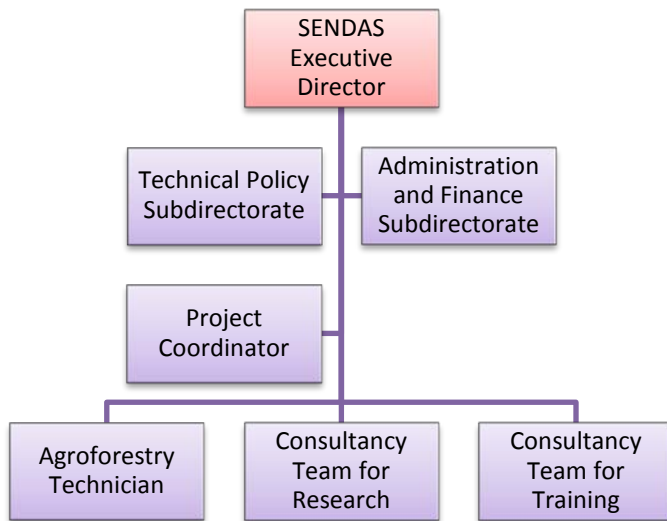 SENDAS
Executive
Director
Technical Policy
Subdirectorate
Administration
and Finance
Subdirectorate
Project
Coordinator
Agroforestry
Technician
Consultancy
Team for
Research
Consultancy
Team for
Training